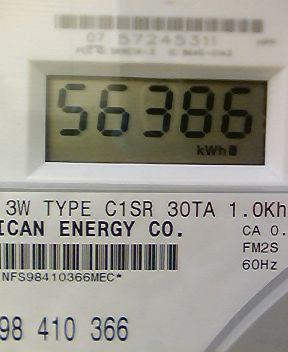 07 57245311
56386
kWh
3W TYPE C1SR 30TA 1.0Kh
ICAN ENERGY CO.
CA 0.
FM2S
60Hz
NFS98410366MEC*
98 410 366